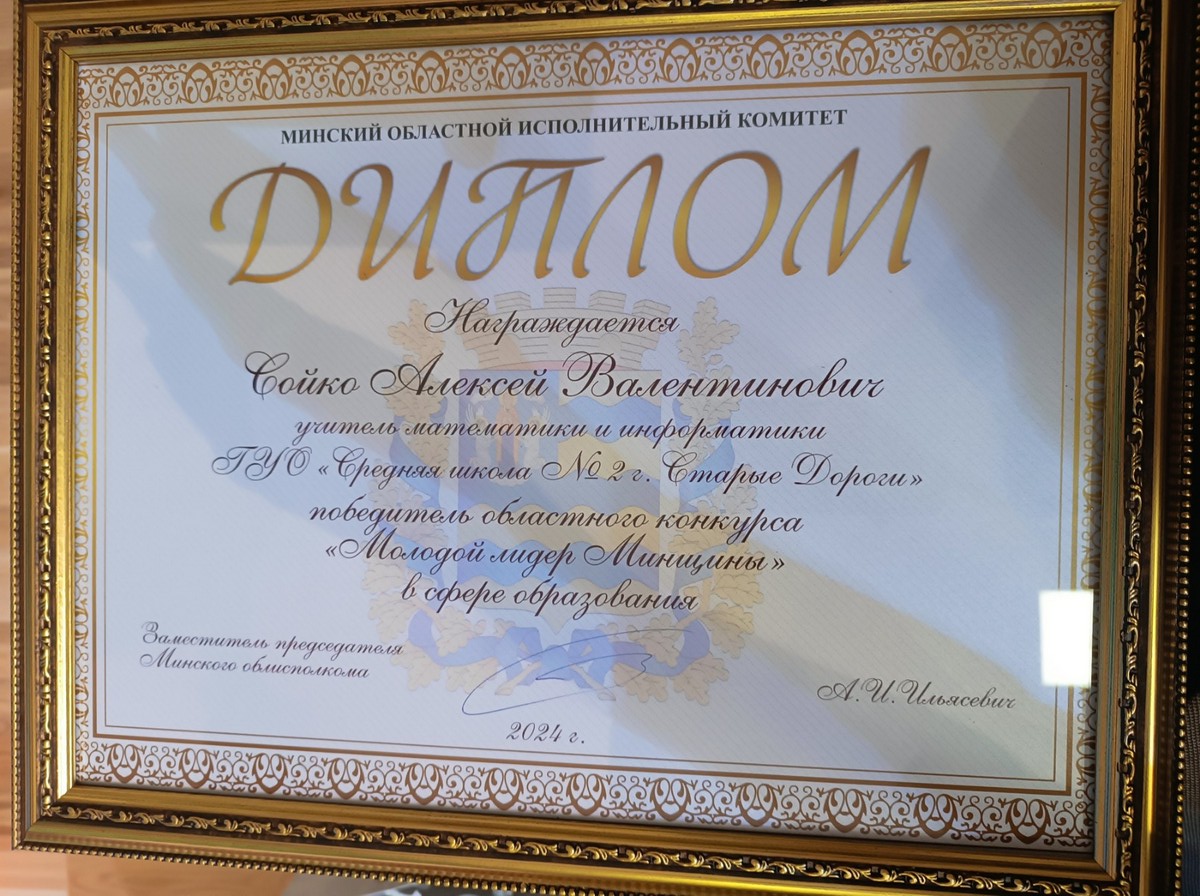 МИНСКИЙ ОБЛАСТНОЙ ИСПОЛНИТЕЛЬНЫЙ КОМИТЕТ
ДИПЛОМ
Награждается
Сойко Алексей Валентинович
учитель математики и информатики
ГУО «Средняя школа № 2 г. Старые Дороги»
победитель областного конкурса
«Молодой лидер Минщины»
в сфере образования
Заместитель председателя
Минского облисполкома
А.И.Ильясевич
2024 г.